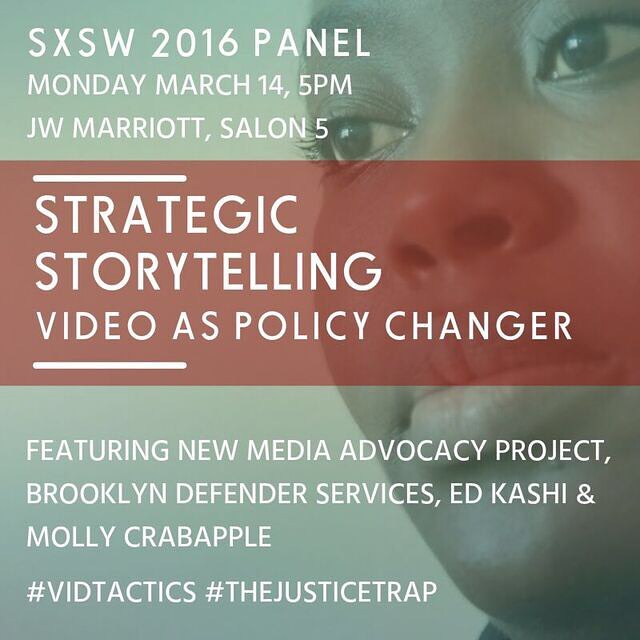 SXSW 2016 PANEL
MONDAY MARCH 14, 5PM
JW MARRIOTT, SALON 5
STRATEGIC
STORYTELLING
VIDEO AS POLICY CHANGER
FEATURING NEW MEDIA ADVOCACY PROJECT,
BROOKLYN DEFENDER SERVICES, ED KASHI &
MOLLY CRABAPPLE
#VIDTACTICS #THEJUSTICETRAP